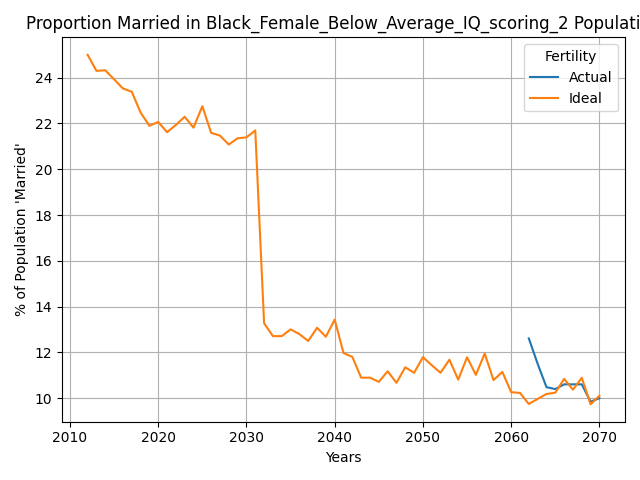 Proportion Married in Black_Female_Below_Average_IQ_scoring_2 Populati
Fertility
Actual
Ideal
24
22
20
18
16
14
12
10
% of Population 'Married'
2010 2020 2030 2040 2050 2060 2070
Years